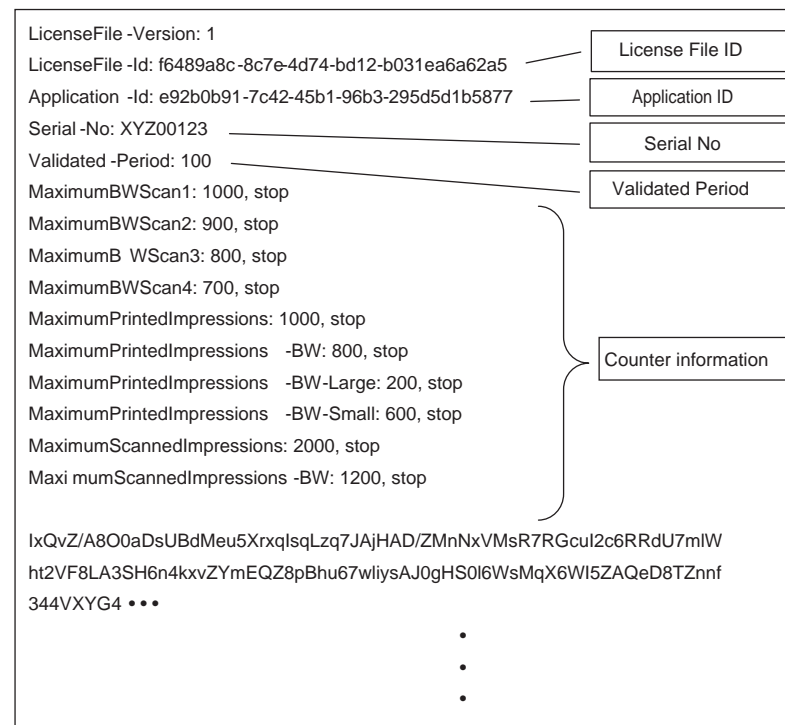 LicenseFile -Version: 1
LicenseFile -Id: f6489a8c -8c7e-4d74-bd12-b031ea6a62a5
License File ID
Application -Id: e92b0b91-7c42-45b1-96b3-295d5d1b5877
Application ID
Serial -No: XYZ00123
Serial No
Validated -Period: 100
Validated Period
MaximumBWScan1: 1000, stop
MaximumBWScan2: 900, stop
MaximumB WScan3: 800, stop
MaximumBWScan4: 700, stop
MaximumPrintedImpressions: 1000, stop
MaximumPrintedImpressions -BW: 800, stop
MaximumPrintedImpressions -BW-Large: 200, stop
MaximumPrintedImpressions -BW-Small: 600, stop
MaximumScannedImpressions: 2000, stop
Maxi mumScannedImpressions -BW: 1200, stop
Counter information
IxQvZ/A8O0aDsUBdMeu5XrxqIsqLzq7JAjHAD/ZMnNxVMsR7RGcuI2c6RRdU7mlW
ht2VF8LA3SH6n4kxvZYmEQZ8pBhu67wliysAJ0gHS0l6WsMqX6WI5ZAQeD8TZnnf
344VXYG4 •••